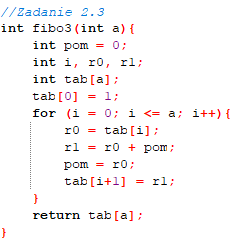 //Zadanie 2.3
int fibo3(int a){
    int pom = 0;
    int i, r0, r1;
    int tab[a];
    tab[0] = 1;
    for (i = 0; i <= a; i++){
        r0 = tab[i];
        r1 = r0 + pom;
        pom = r0;
        tab[i+1] = r1;
    }
    return tab[a];
}